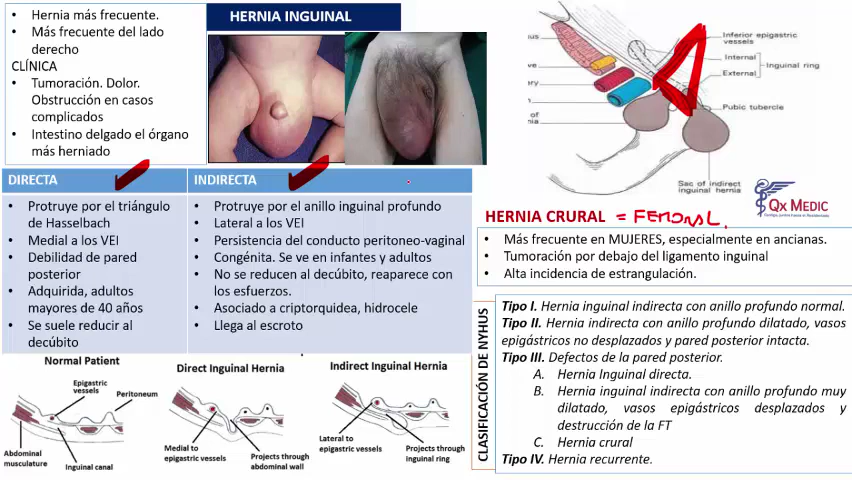 • Hernia más frecuente.
• Más frecuente del lado
derecho
CLÍNICA
• Tumoración. Dolor.
Obstrucción en casos
complicados
• Intestino delgado el órgano
más herniado
HERNIA INGUINAL
DIRECTA
• Protruye por el triángulo
de Hasselbach
• Medial a los VEI
• Debilidad de pared
posterior
• Adquirida, adultos
mayores de 40 años
• Se suele reducir al
decúbito
INDIRECTA
• Protruye por el anillo inguinal profundo
• Lateral a los VEI
• Persistencia del conducto peritoneo-vaginal
• Congénita. Se ve en infantes y adultos
• No se reducen al decúbito, reaparece con
los esfuerzos.
• Asociado a criptorquidea, hidrocele
• Llega al escroto
Normal Patient
Epigastric
vessels
Peritoneum
Abdominal
musculature
Inguinal canal
Direct Inguinal Hernia
Medial to
epigastric vessels
Projects through
abdominal wall
Indirect Inguinal Hernia
Lateral to
epigastric vessels
Projects through
inguinal ring
Inferior epigastric
vessels
Internal
External
Inguinal ring
Pubic tubercle
Sac of indirect
inguinal hernia
of
QX MEDIC
HERNIA CRURAL = FEMORAL.
• Más frecuente en MUJERES, especialmente en ancianas.
• Tumoración por debajo del ligamento inguinal
• Alta incidencia de estrangulación.
CLASIFICACIÓN DE NYHUS
Tipo I. Hernia inguinal indirecta con anillo profundo normal.
Tipo II. Hernia indirecta con anillo profundo dilatado, vasos
epigástricos no desplazados y pared posterior intacta.
Tipo III. Defectos de la pared posterior.
A. Hernia Inguinal directa.
B. Hernia inguinal indirecta con anillo profundo muy
dilatado, vasos epigástricos desplazados y
destrucción de la FT
C. Hernia crural
Tipo IV. Hernia recurrente.